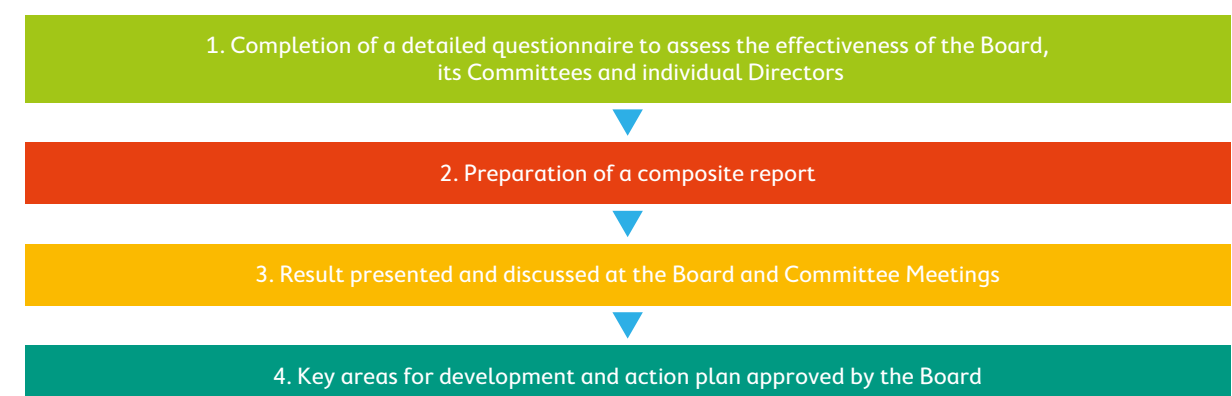 1. Completion of a detailed questionnaire to assess the effectiveness of the Board,
its Committees and individual Directors
2. Preparation of a composite report
3. Result presented and discussed at the Board and Committee Meetings
4. Key areas for development and action plan approved by the Board